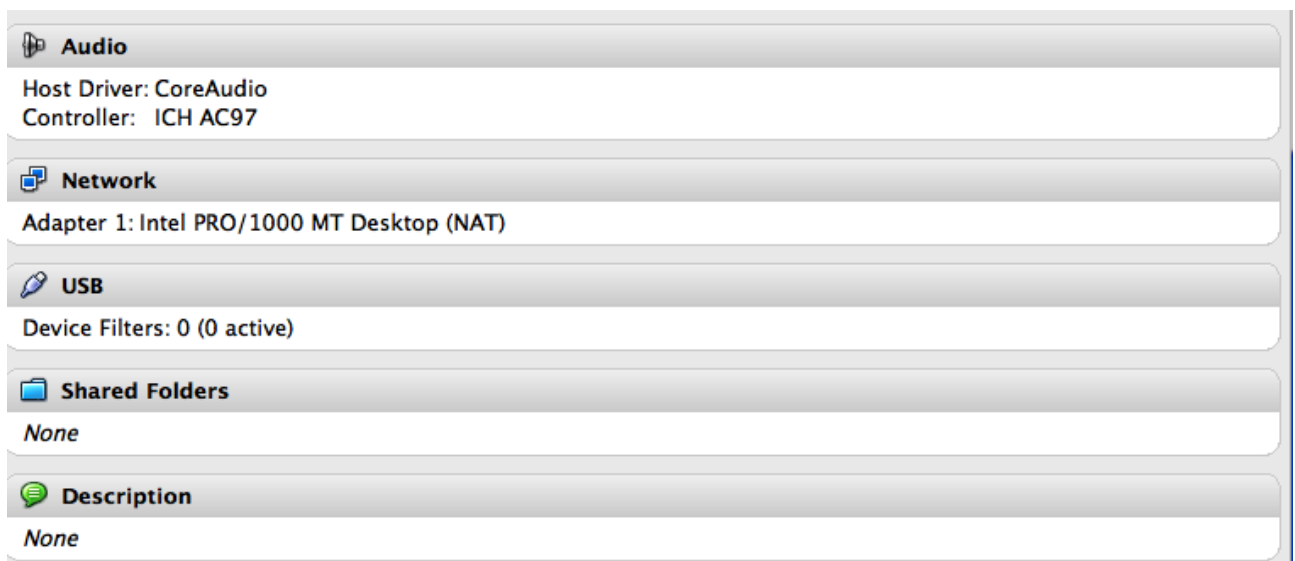 Audio
Host Driver: CoreAudio
Controller: ICH AC97
Network
Adapter 1: Intel PRO/1000 MT Desktop (NAT)
USB
Device Filters: 0 (0 active)
Shared Folders
None
Description
None